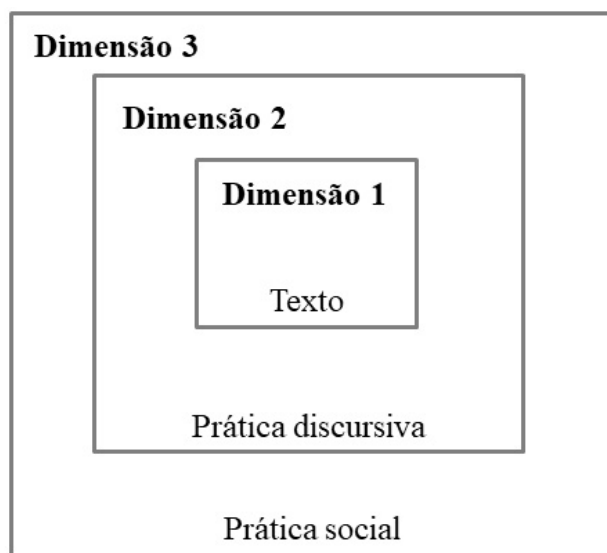 Dimensão 3
Dimensão 2
Dimensão 1
Texto
Prática discursiva
Prática social